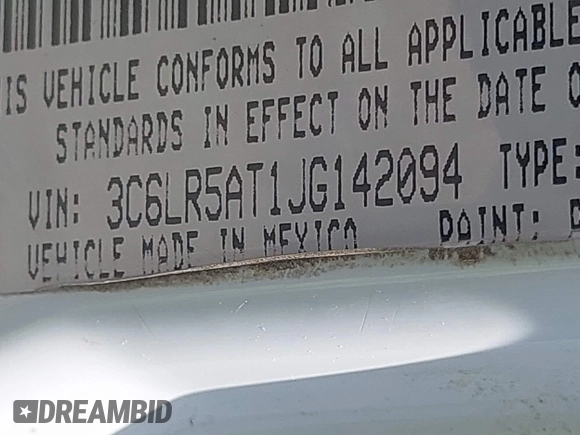 IS VEHICLE CONFORMS TO ALL APPLICABLE
STANDARDS IN EFFECT ON THE DATE O
VIN: 3C6LR5AT1JG142094 TYPE:
VEHICLE MADE IN MEXICO PAINT:
DREAMBID